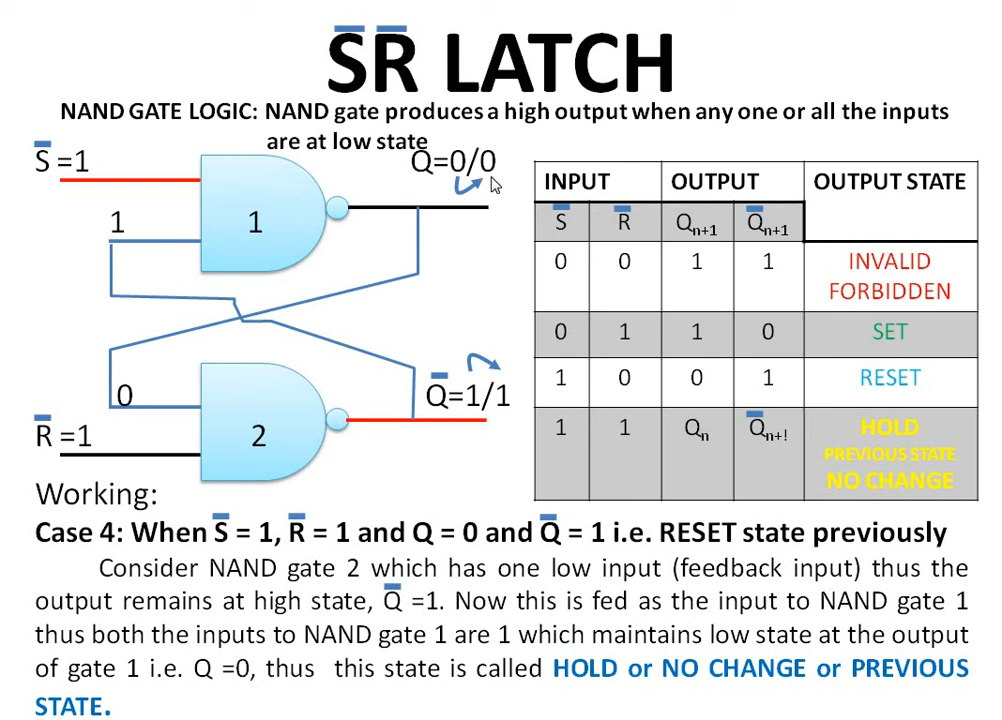 S̅R̅ LATCH
NAND GATE LOGIC: NAND gate produces a high output when any one or all the inputs
are at low state
S̅ =1
Q=0/0
1
1
0
Q̅=1/1
R̅ =1
2
INPUT OUTPUT OUTPUT STATE
S̅ R̅ Qn+1 Q̅n+1
0 0 1 1 INVALID
FORBIDDEN
0 1 1 0 SET
1 0 0 1 RESET
1 1 Qn Q̅n+! HOLD
PREVIOUS STATE
NO CHANGE
Working:
Case 4: When S̅ = 1, R̅ = 1 and Q = 0 and Q̅ = 1 i.e. RESET state previously
Consider NAND gate 2 which has one low input (feedback input) thus the
output remains at high state, Q̅ =1. Now this is fed as the input to NAND gate 1
thus both the inputs to NAND gate 1 are 1 which maintains low state at the output
of gate 1 i.e. Q =0, thus this state is called HOLD or NO CHANGE or PREVIOUS
STATE.